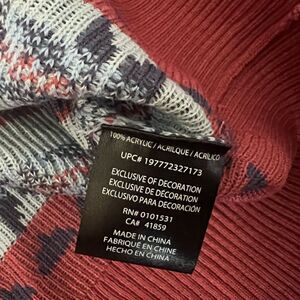 100% ACRYLIC / ACRILIQUE / ACRILICO
UPC# 197772327173
EXCLUSIVE OF DECORATION
EXCLUSIVE DE DÉCORATION
EXCLUSIVO PARA DECORACIÓN
RN# 0101531
CA# 41859
MADE IN CHINA
FABRIQUÉ EN CHINE
HECHO EN CHINA